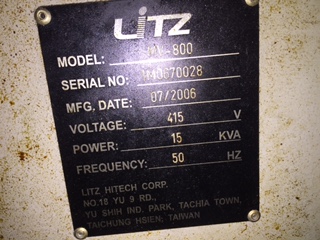 LiTZ
MODEL: -800
SERIAL NO:
MFG. DATE: 07/2006
VOLTAGE: 415 V
POWER: 15 KVA
FREQUENCY: 50 HZ
LITZ HITECH CORP.
NO.18 YU 9 RD.,
YU SHIH IND. PARK, TACHIA TOWN,
TAICHUNG HSIEN, TAIWAN